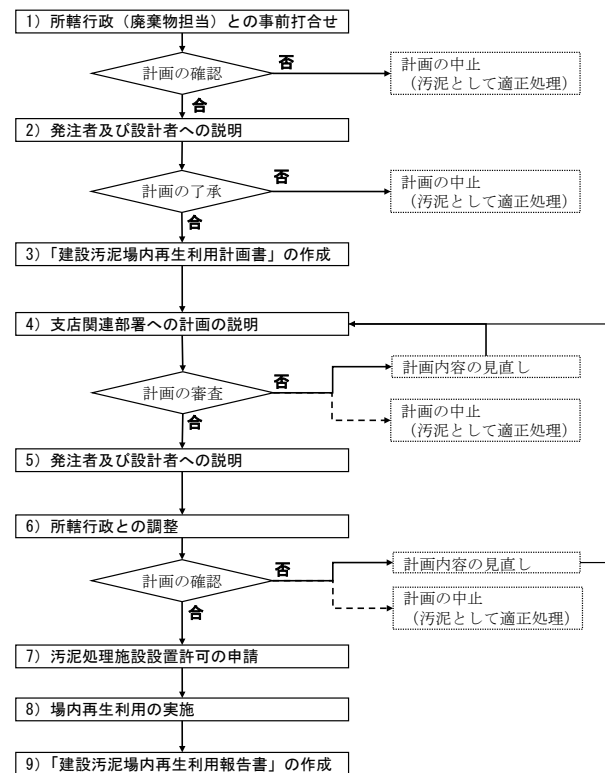 1）所轄行政（廃棄物担当）との事前打合せ
計画の確認
否
計画の中止
（汚泥として適正処理）
合
2）発注者及び設計者への説明
計画の了承
否
計画の中止
（汚泥として適正処理）
合
3）「建設汚泥場内再生利用計画書」の作成
4）支店関連部署への計画の説明
計画の審査
否
計画内容の見直し
計画の中止
（汚泥として適正処理）
合
5）発注者及び設計者への説明
6）所轄行政との調整
計画の確認
否
計画内容の見直し
計画の中止
（汚泥として適正処理）
合
7）汚泥処理施設設置許可の申請
8）場内再生利用の実施
9）「建設汚泥場内再生利用報告書」の作成